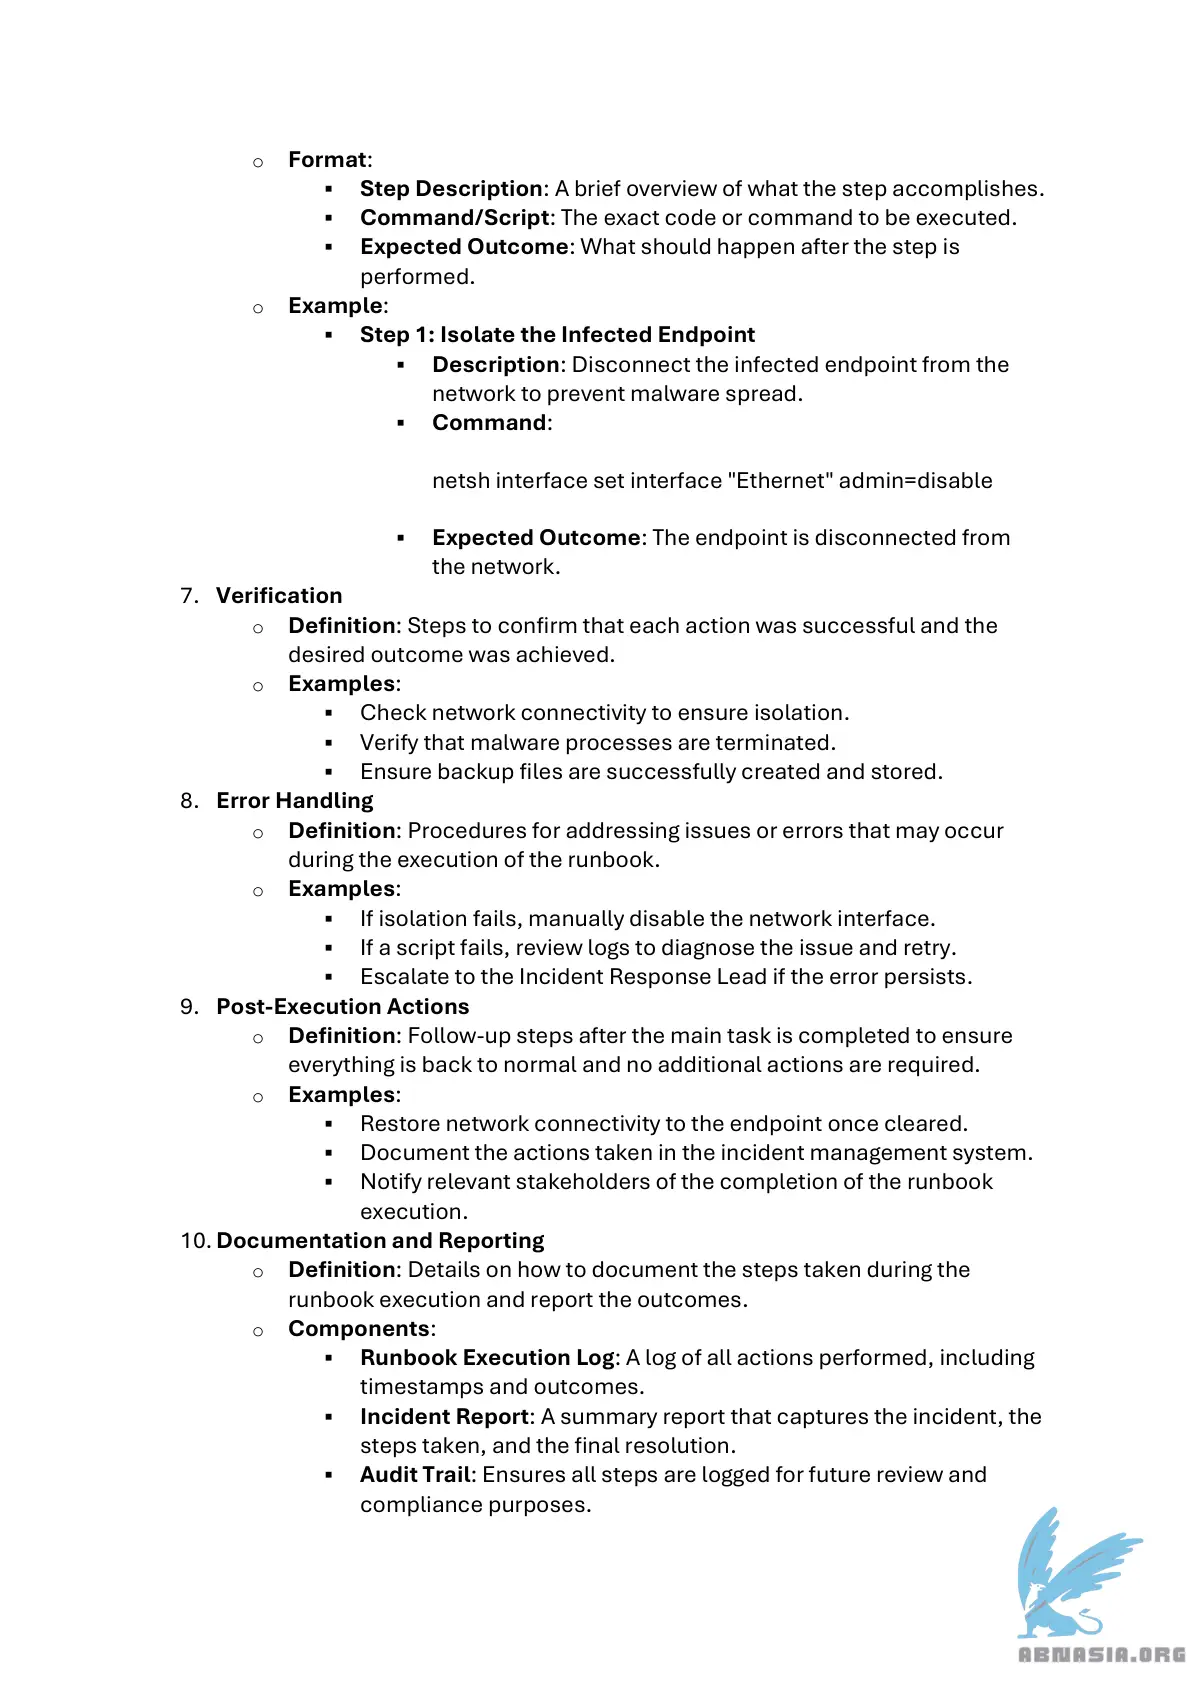 o Format:
▪ Step Description: A brief overview of what the step accomplishes.
▪ Command/Script: The exact code or command to be executed.
▪ Expected Outcome: What should happen after the step is
performed.
o Example:
▪ Step 1: Isolate the Infected Endpoint
▪ Description: Disconnect the infected endpoint from the
network to prevent malware spread.
▪ Command:
netsh interface set interface "Ethernet" admin=disable
▪ Expected Outcome: The endpoint is disconnected from
the network.
7. Verification
o Definition: Steps to confirm that each action was successful and the
desired outcome was achieved.
o Examples:
▪ Check network connectivity to ensure isolation.
▪ Verify that malware processes are terminated.
▪ Ensure backup files are successfully created and stored.
8. Error Handling
o Definition: Procedures for addressing issues or errors that may occur
during the execution of the runbook.
o Examples:
▪ If isolation fails, manually disable the network interface.
▪ If a script fails, review logs to diagnose the issue and retry.
▪ Escalate to the Incident Response Lead if the error persists.
9. Post-Execution Actions
o Definition: Follow-up steps after the main task is completed to ensure
everything is back to normal and no additional actions are required.
o Examples:
▪ Restore network connectivity to the endpoint once cleared.
▪ Document the actions taken in the incident management system.
▪ Notify relevant stakeholders of the completion of the runbook
execution.
10. Documentation and Reporting
o Definition: Details on how to document the steps taken during the
runbook execution and report the outcomes.
o Components:
▪ Runbook Execution Log: A log of all actions performed, including
timestamps and outcomes.
▪ Incident Report: A summary report that captures the incident, the
steps taken, and the final resolution.
▪ Audit Trail: Ensures all steps are logged for future review and
compliance purposes.
ABNASIA.ORG